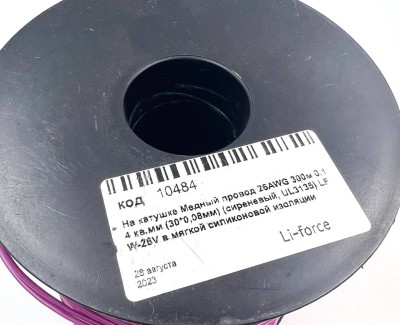 код 10484
На катушке Медный провод 26AWG 300м 0,1
4 кв.мм (30*0,08мм) (сиреневый, UL3135) LF
W-26V в мягкой силиконовой изоляции
28 августа
2023
Li-force